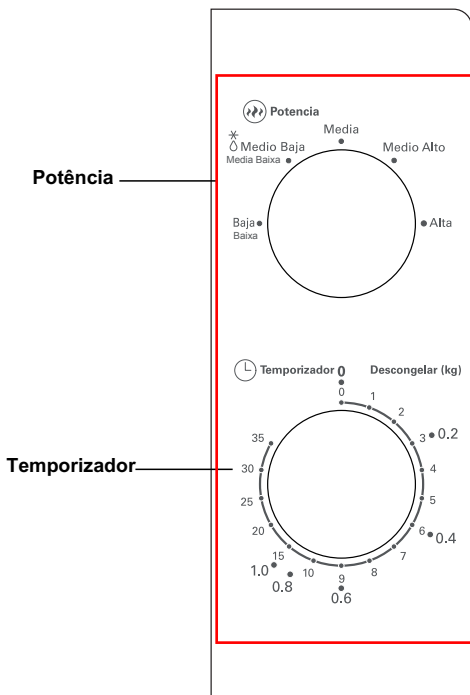 Potencia
Media
Medio Baja
Media Baixa
Medio Alto
Potência
Baja
Baixa
Alta
Temporizador 0 Descongelar (kg)
0
1
2
3
0.2
35
4
Temporizador
30
5
25
6
0.4
20
7
15
8
10
9
1.0
0.8
0.6